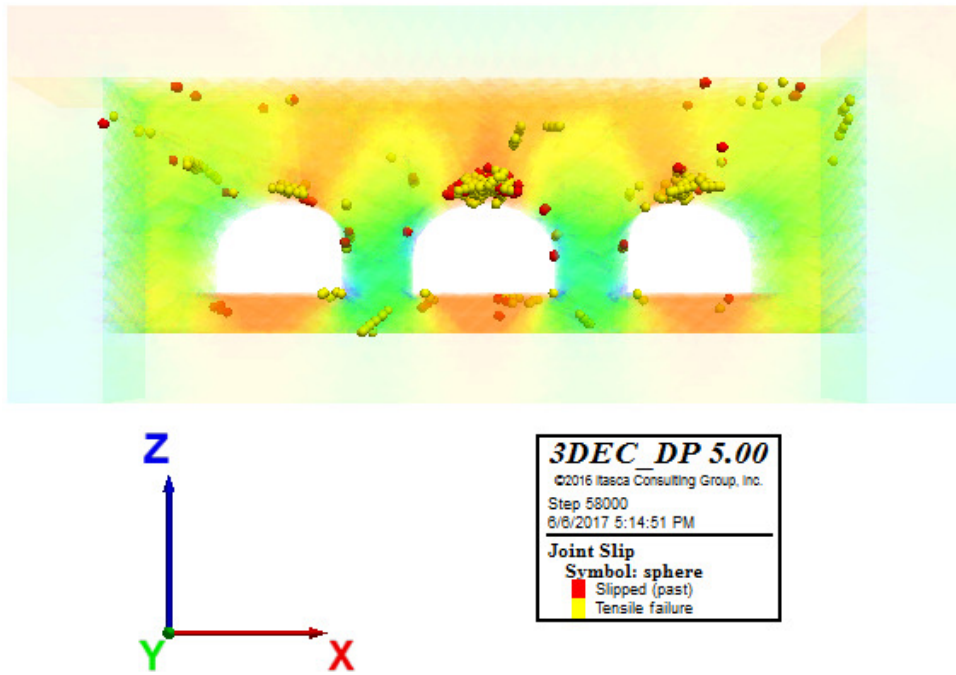 Z
Y
X
3DEC_DP 5.00
©2016 Itasca Consulting Group, Inc.
Step 58000
6/6/2017 5:14:51 PM
Joint Slip
Symbol: sphere
Slipped (past)
Tensile failure